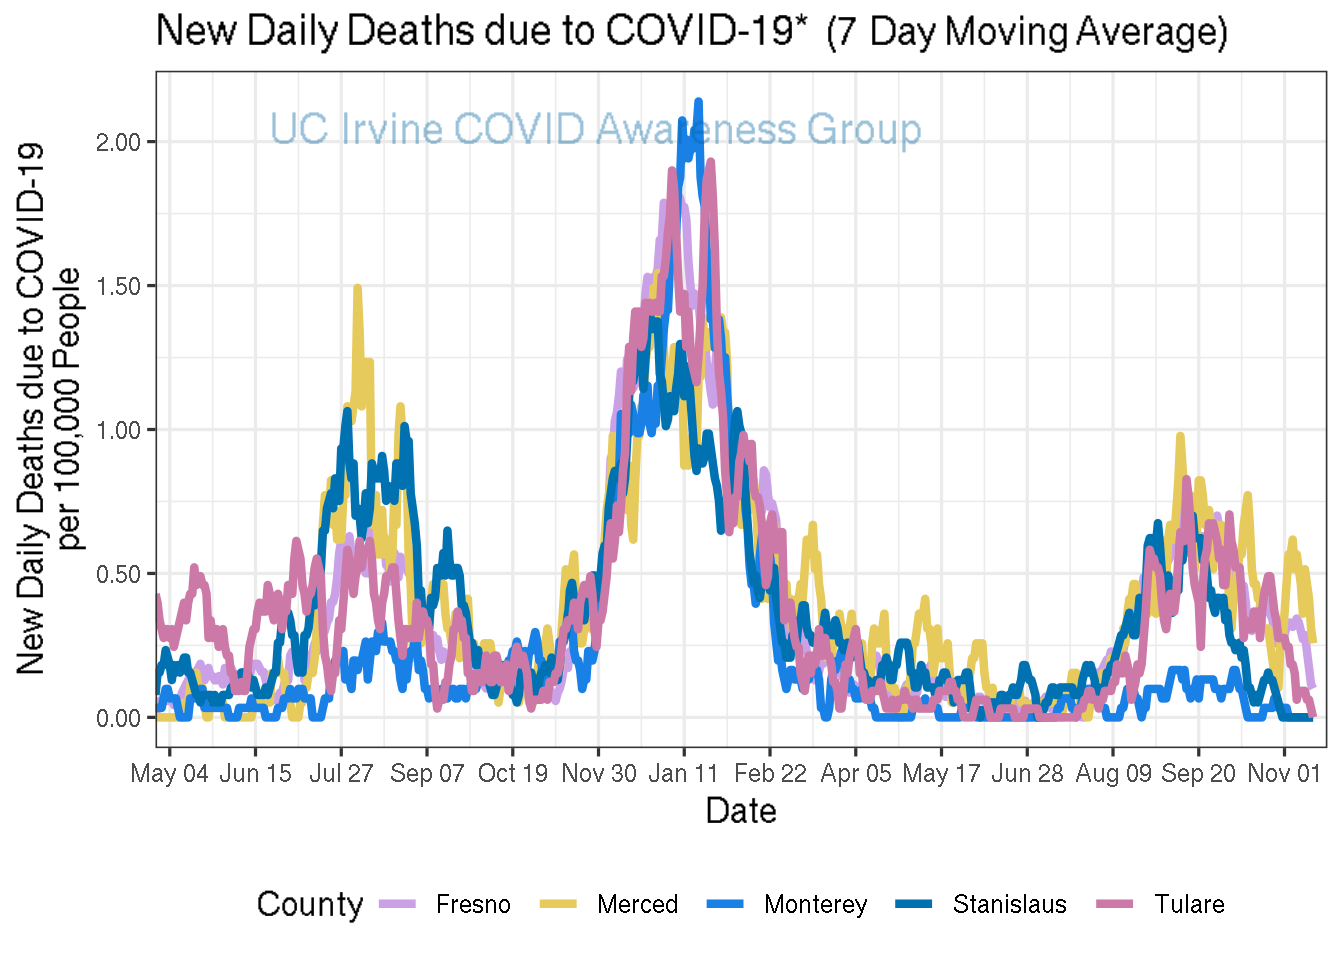 New Daily Deaths due to COVID-19* (7 Day Moving Average)
UC Irvine COVID Awareness Group
New Daily Deaths due to COVID-19
per 100,000 People
2.00
1.50
1.00
0.50
0.00
May 04 Jun 15 Jul 27 Sep 07 Oct 19 Nov 30 Jan 11 Feb 22 Apr 05 May 17 Jun 28 Aug 09 Sep 20 Nov 01
Date
County Fresno Merced Monterey Stanislaus Tulare